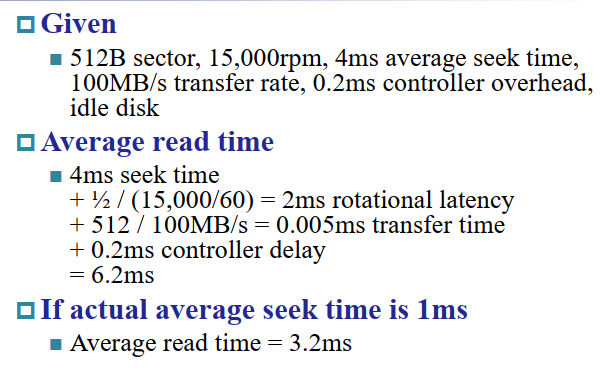 Given
512B sector, 15,000rpm, 4ms average seek time,
100MB/s transfer rate, 0.2ms controller overhead,
idle disk
Average read time
4ms seek time
+ ½ / (15,000/60) = 2ms rotational latency
+ 512 / 100MB/s = 0.005ms transfer time
+ 0.2ms controller delay
= 6.2ms
If actual average seek time is 1ms
Average read time = 3.2ms